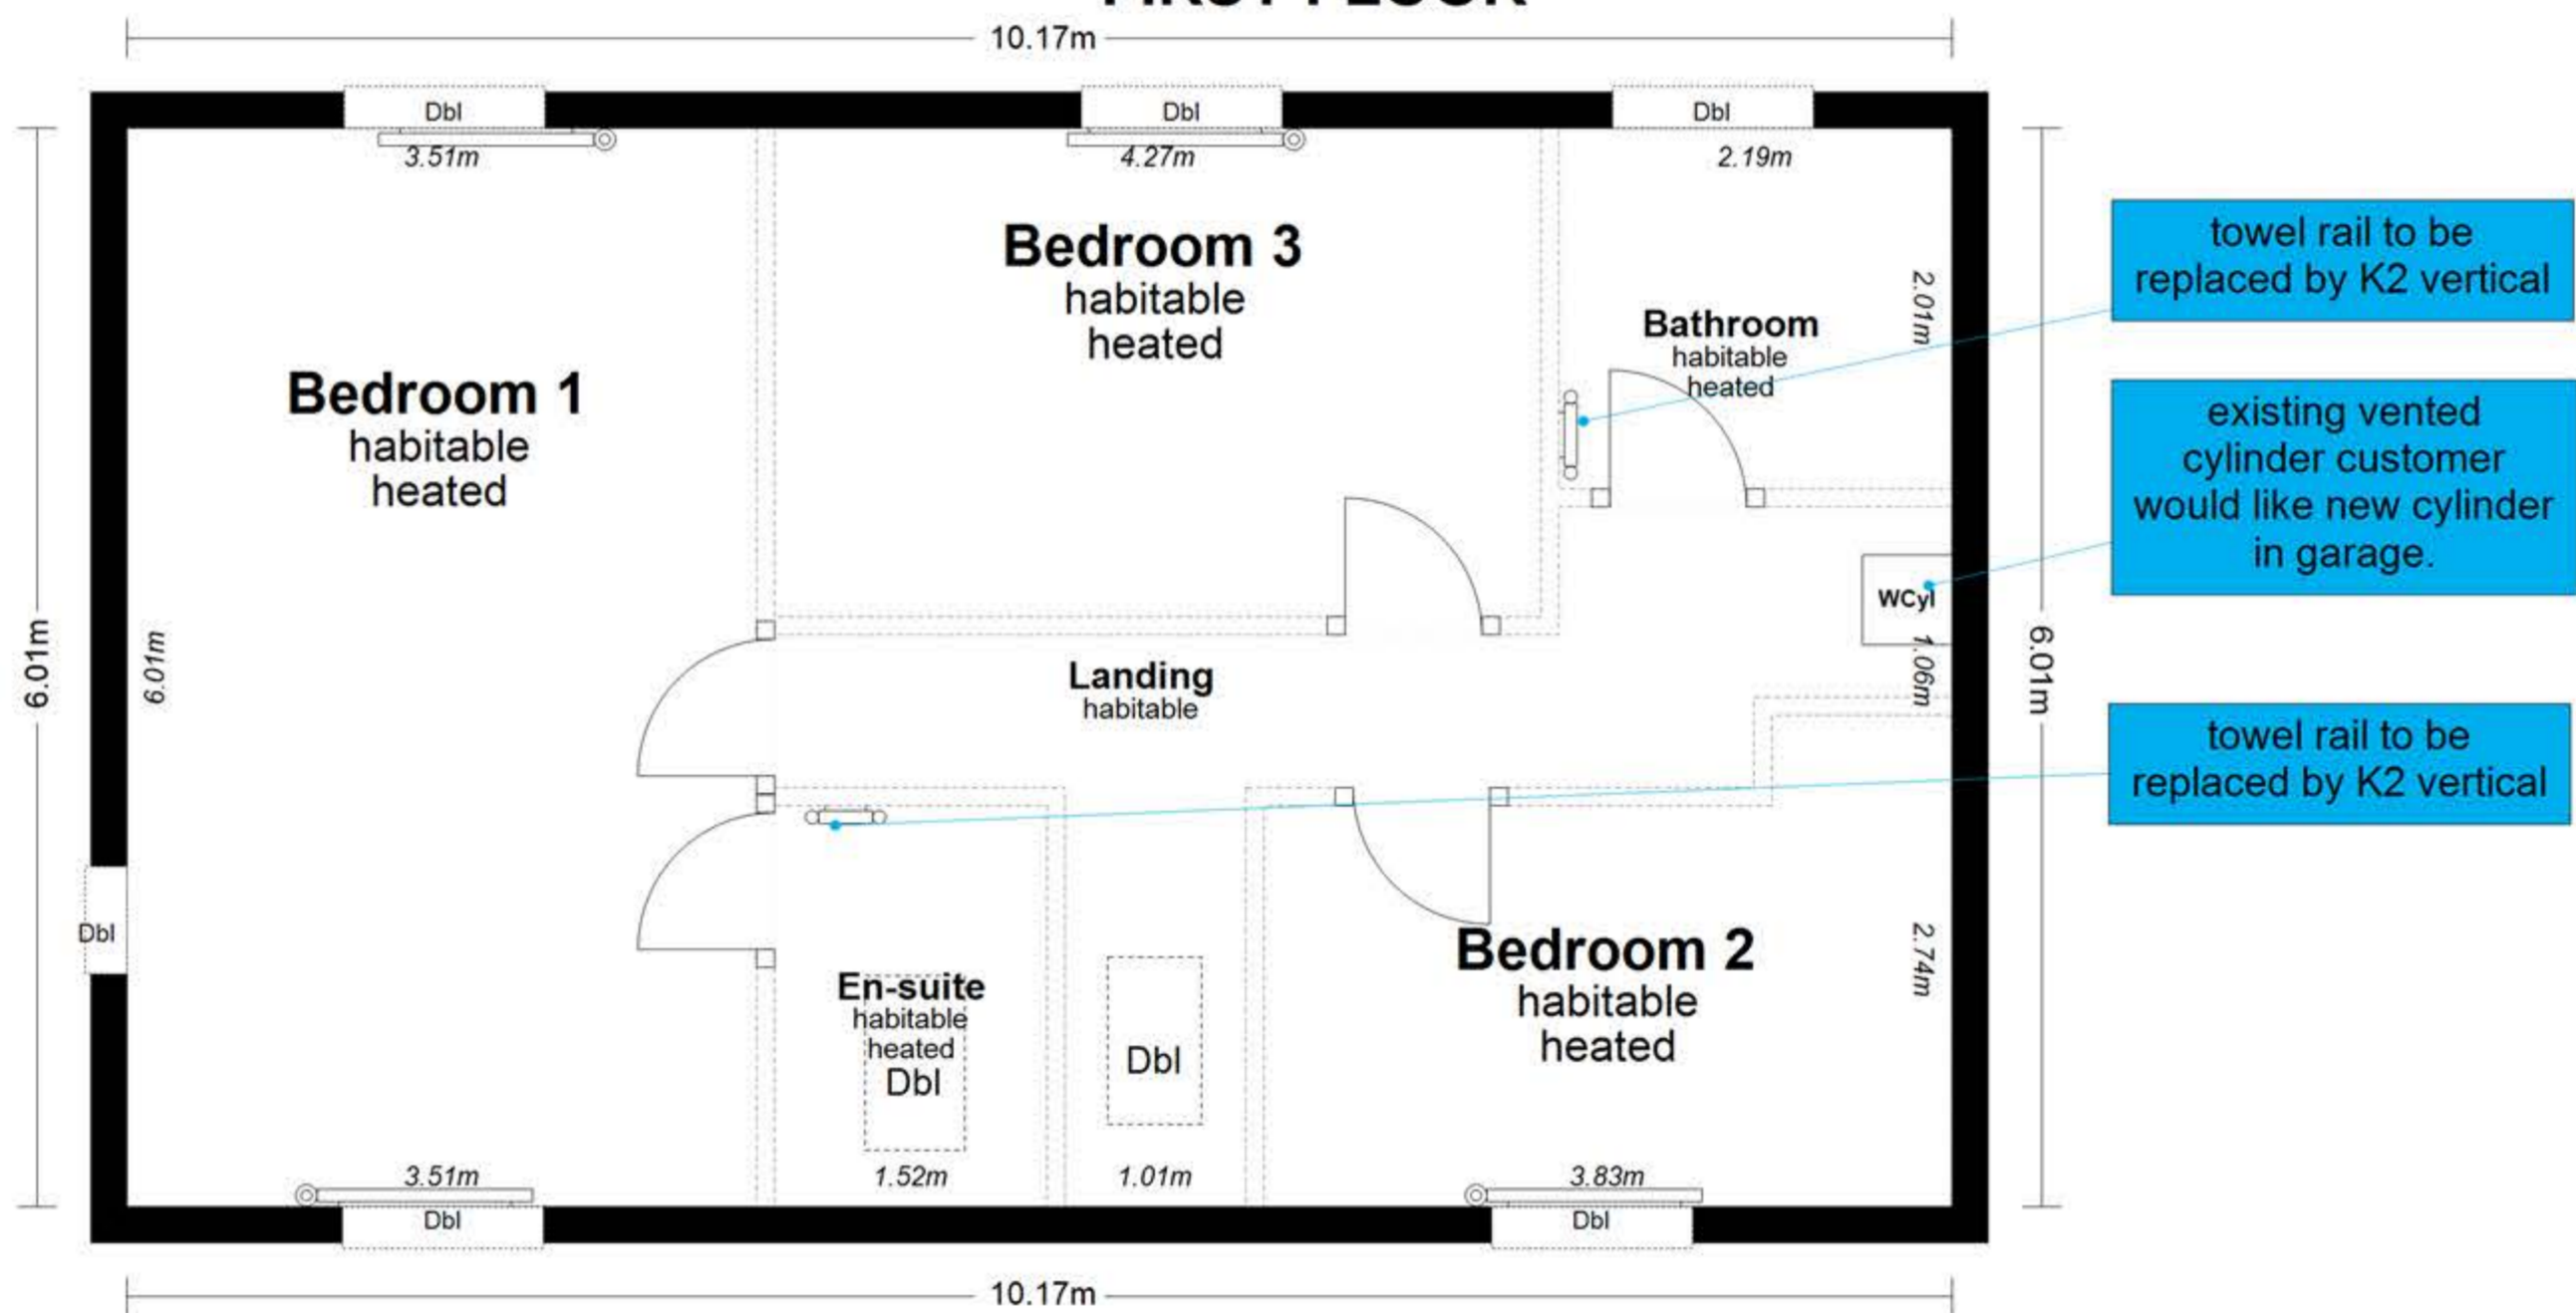 FIRST FLOOR
10.17m
Dbl
Dbl
Dbl
3.51m
4.27m
2.19m
Bedroom 1
habitable
heated
Bedroom 3
habitable
heated
Bathroom
habitable
heated
2.01m
towel rail to be
replaced by K2 vertical
existing vented
cylinder customer
would like new cylinder
in garage.
WCyl
1.06m
6.01m
6.01m
6.01m
Landing
habitable
towel rail to be
replaced by K2 vertical
Dbl
En-suite
habitable
heated
Dbl
Dbl
Bedroom 2
habitable
heated
2.74m
3.51m
1.52m
1.01m
3.83m
Dbl
Dbl
10.17m